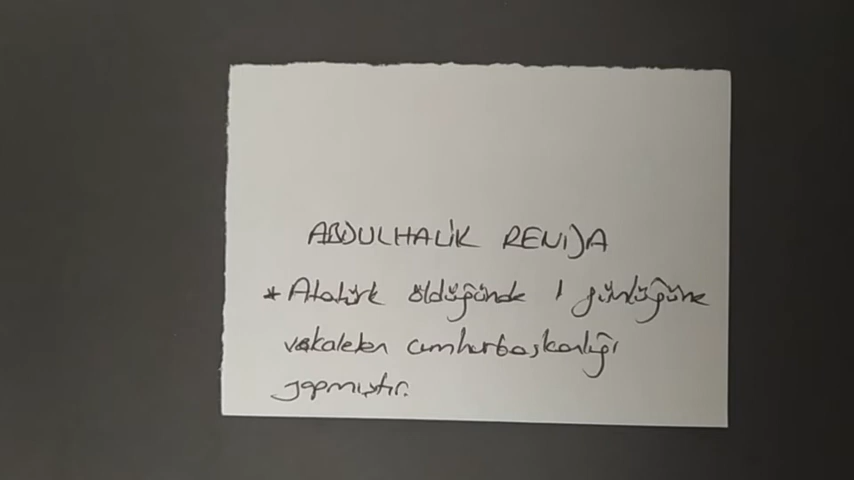 ABDULHALİK RENDA
* Atatürk öldüğünde 1 günlüğüne
vekaleten cumhurbaşkanlığı
yapmıştır.